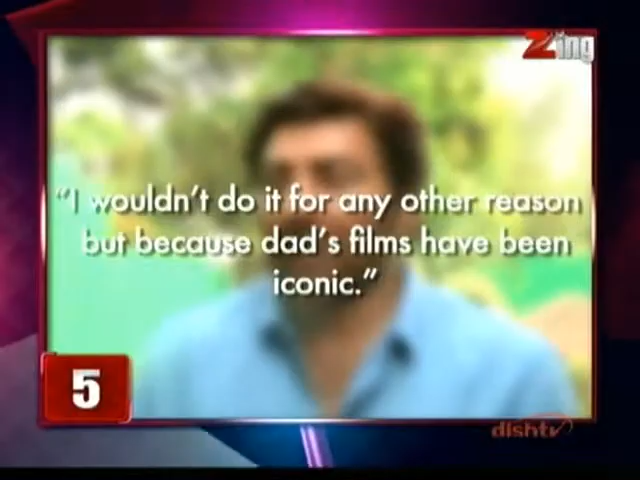 Zing
“I wouldn't do it for any other reason
but because dad's films have been
iconic.”
5
dishtv